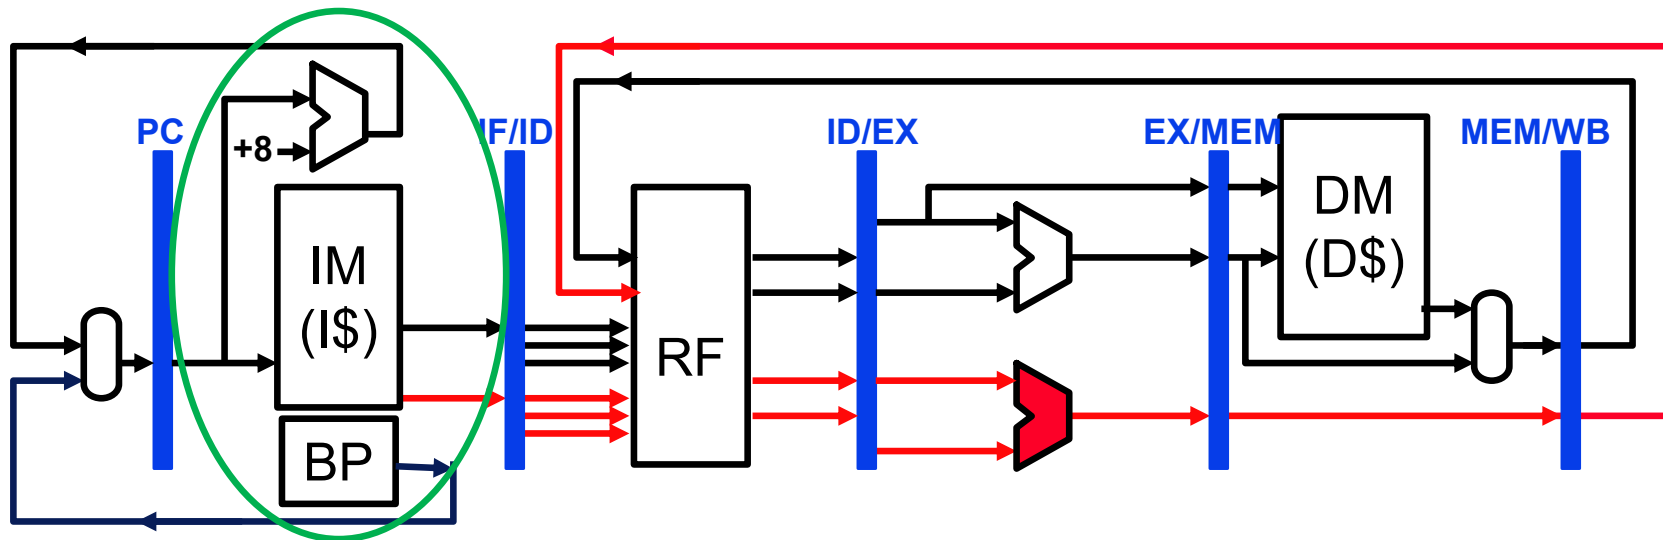 PC
+8
IM
(I$)
BP
IF/ID
RF
ID/EX
EX/MEM
DM
(D$)
MEM/WB